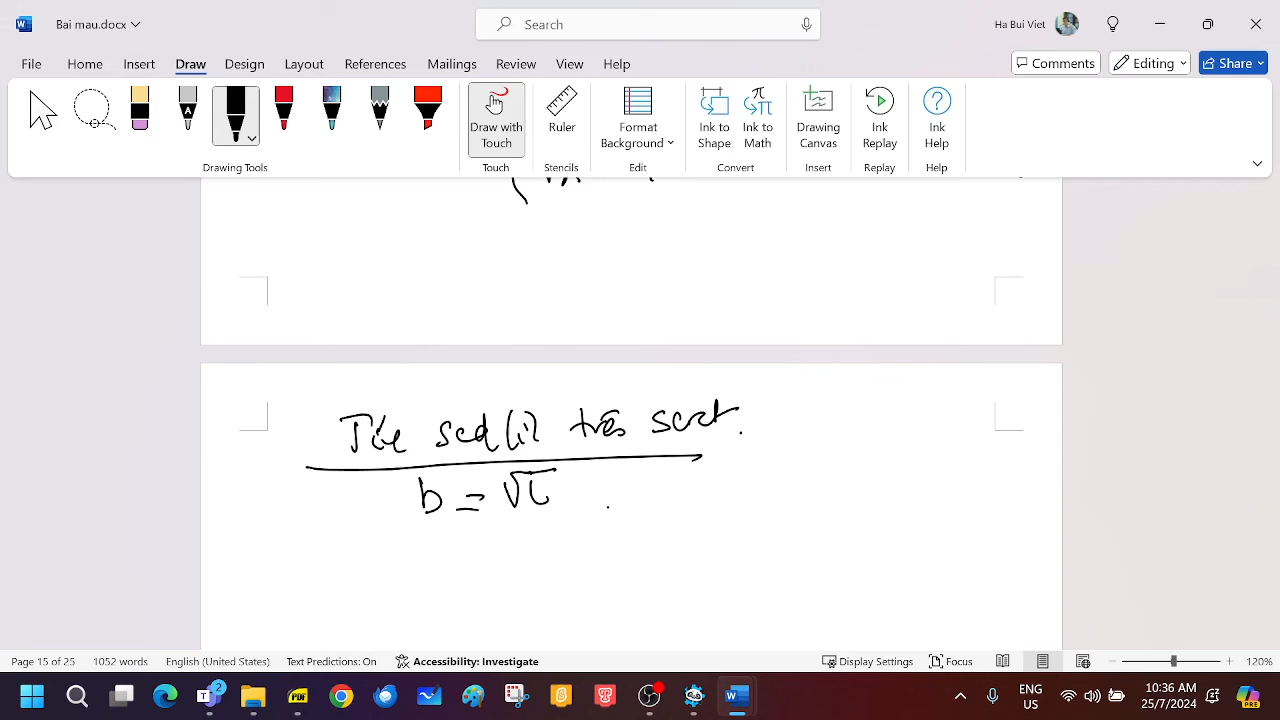 Bai mau.docx
Search
Ha Bui Viet
File Home Insert Draw Design Layout References Mailings Review View Help
Comments
Editing
Share
Draw with Touch
Ruler
Format Background
Ink to Shape
Ink to Math
Drawing Canvas
Ink Replay
Ink Help
Drawing Tools
Touch
Stencils
Edit
Convert
Insert
Replay
Help
b = √
Page 15 of 25
1052 words
English (United States)
Text Prediction: On
Accessibility: Investigate
Display Settings
Focus
120%
2
ENG
US
10:36 AM
25/7/2024
PRE